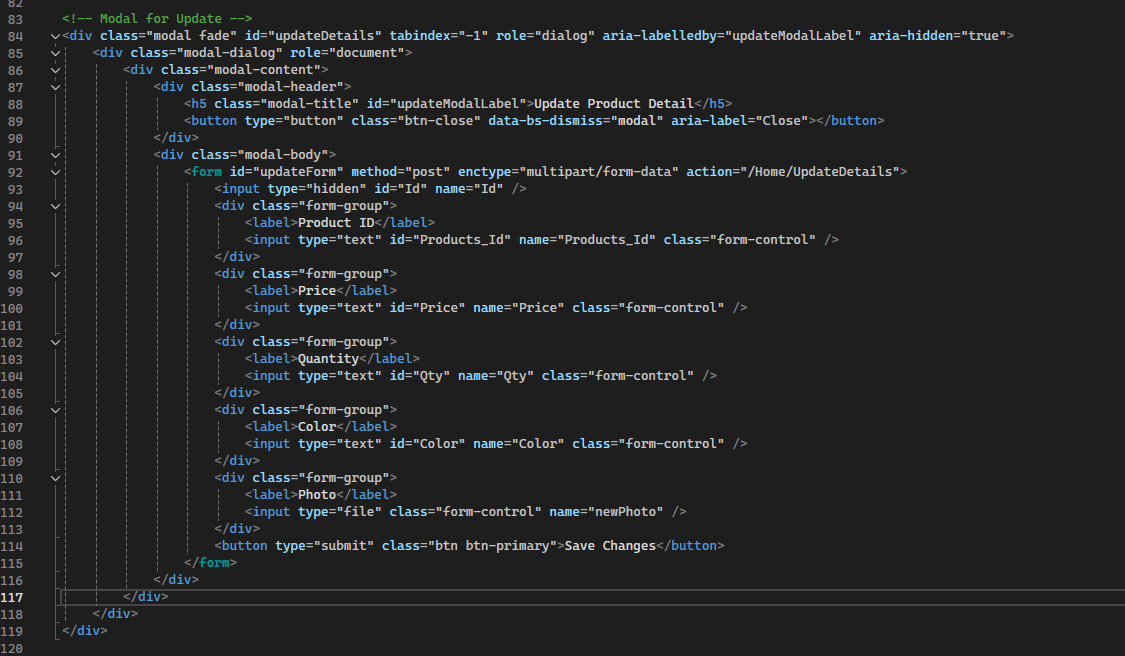 82
83 <!-- Modal for Update -->
84 <div class="modal fade" id="updateDetails" tabindex="-1" role="dialog" aria-labelledby="updateModalLabel" aria-hidden="true">
85 <div class="modal-dialog" role="document">
86 <div class="modal-content">
87 <div class="modal-header">
88 <h5 class="modal-title" id="updateModalLabel">Update Product Detail</h5>
89 <button type="button" class="btn-close" data-bs-dismiss="modal" aria-label="Close"></button>
90 </div>
91 <div class="modal-body">
92 <form id="updateForm" method="post" enctype="multipart/form-data" action="/Home/UpdateDetails">
93 <input type="hidden" id="Id" name="Id" />
94 <div class="form-group">
95 <label>Product ID</label>
96 <input type="text" id="Products_Id" name="Products_Id" class="form-control" />
97 </div>
98 <div class="form-group">
99 <label>Price</label>
100 <input type="text" id="Price" name="Price" class="form-control" />
101 </div>
102 <div class="form-group">
103 <label>Quantity</label>
104 <input type="text" id="Qty" name="Qty" class="form-control" />
105 </div>
106 <div class="form-group">
107 <label>Color</label>
108 <input type="text" id="Color" name="Color" class="form-control" />
109 </div>
110 <div class="form-group">
111 <label>Photo</label>
112 <input type="file" class="form-control" name="newPhoto" />
113 </div>
114 <button type="submit" class="btn btn-primary">Save Changes</button>
115 </form>
116 </div>
117 </div>
118 </div>
119 </div>
120